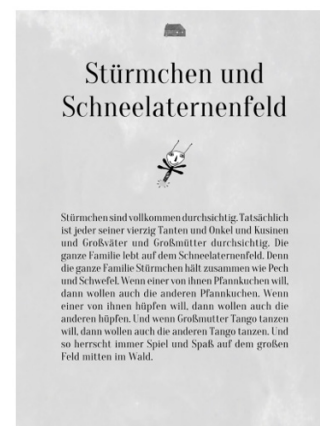 Stürmchen und
Schneelaternenfeld
Stürmchen sind vollkommen durchsichtig. Tatsächlich
ist jeder seiner vierzig Tanten und Onkel und Kusinen
und Großväter und Großmütter durchsichtig. Die
ganze Familie lebt auf dem Schneelaternenfeld. Denn
die ganze Familie Stürmchen hält zusammen wie Pech
und Schwefel. Wenn einer von ihnen Pfannkuchen will,
dann wollen auch die anderen Pfannkuchen. Wenn
einer von ihnen hüpfen will, dann wollen auch die
anderen hüpfen. Und wenn Großmutter Tango tanzen
will, dann wollen auch die anderen Tango tanzen. Und
so herrscht immer Spiel und Spaß auf dem großen
Feld mitten im Wald.